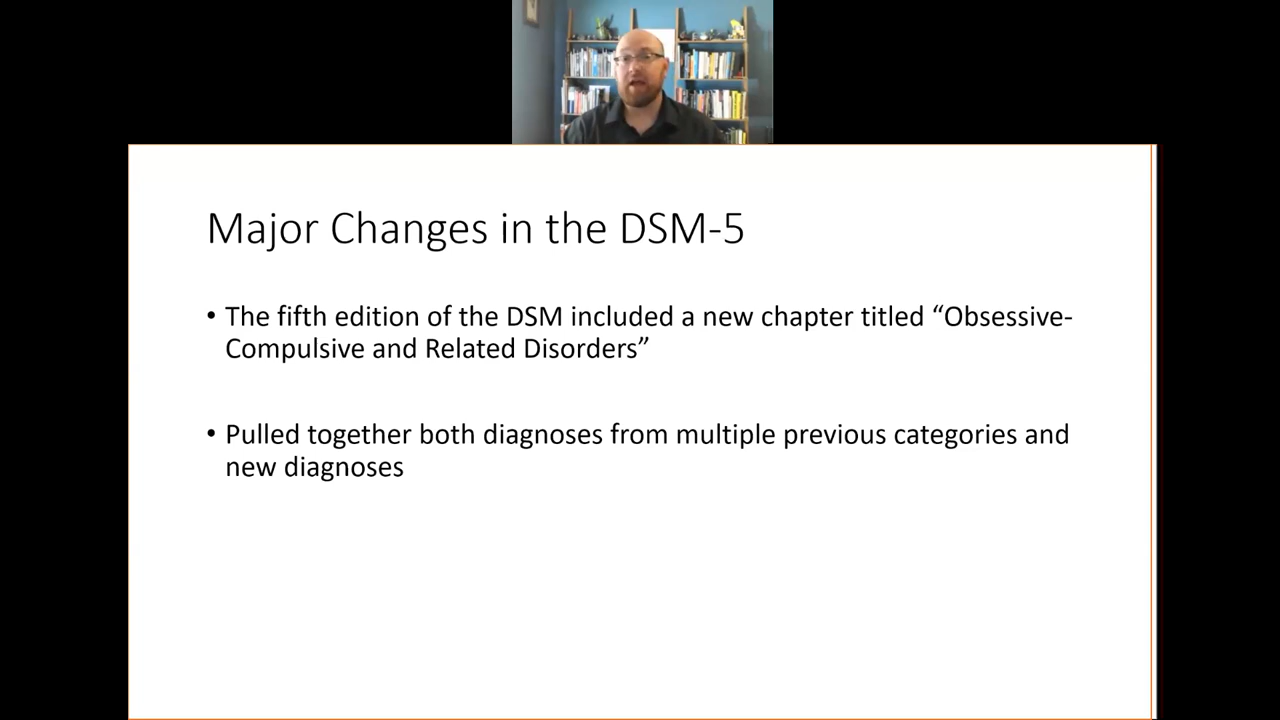 Major Changes in the DSM-5
• The fifth edition of the DSM included a new chapter titled “Obsessive-
Compulsive and Related Disorders”
• Pulled together both diagnoses from multiple previous categories and
new diagnoses